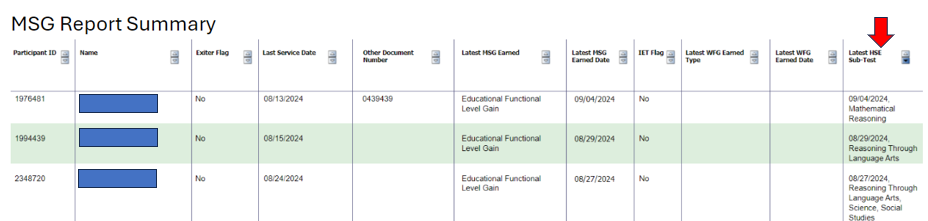 MSG Report Summary
Participant ID Name Exiter Flag Last Service Date Other Document Number Latest MSG Earned Latest MSG Earned Date IET Flag Latest WFG Earned Type Latest WFG Earned Date Latest HSE Sub-Test
1976481 No 08/13/2024 0439439 Educational Functional Level Gain 09/04/2024 No 09/04/2024, Mathematical Reasoning
1994439 No 08/15/2024 Educational Functional Level Gain 08/29/2024 No 08/29/2024, Reasoning Through Language Arts
2348720 No 08/24/2024 Educational Functional Level Gain 08/27/2024 No 08/27/2024, Reasoning Through Language Arts, Science, Social Studies